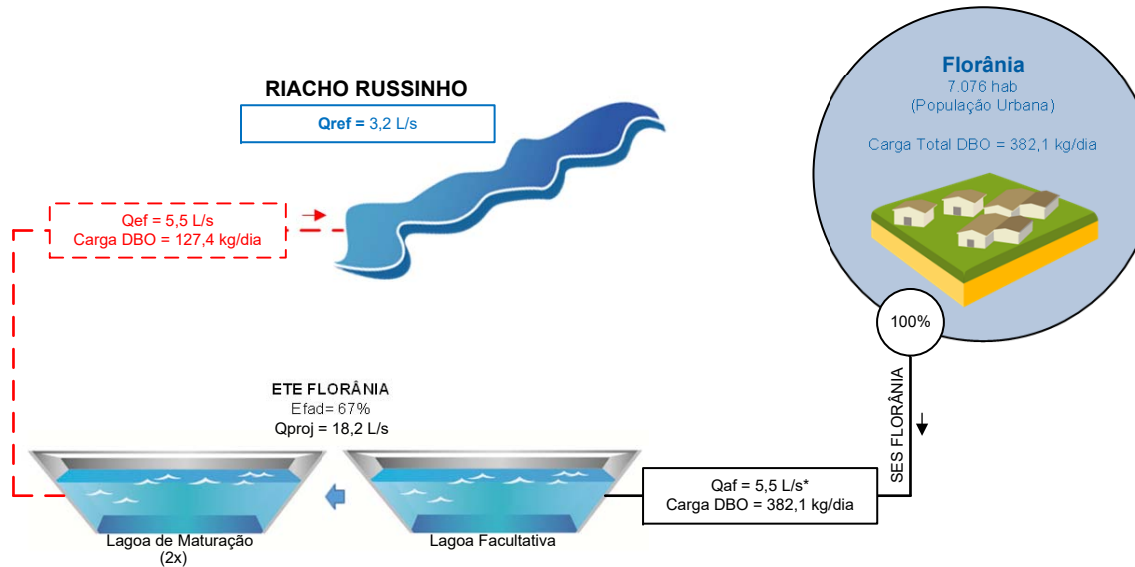 RIACHO RUSSINHO
Qref = 3,2 L/s
Florânia
7.076 hab
(População Urbana)
Carga Total DBO = 382,1 kg/dia
Qef = 5,5 L/s
Carga DBO = 127,4 kg/dia
100%
SES FLORÂNIA
ETE FLORÂNIA
Efad= 67%
Qproj = 18,2 L/s
Qaf = 5,5 L/s*
Carga DBO = 382,1 kg/dia
Lagoa de Maturação
(2x)
Lagoa Facultativa